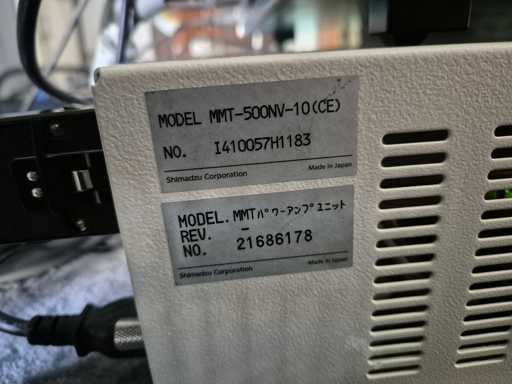 MODEL MMT-500NV-10(CE)
NO. I410057H1183
Shimadzu Corporation Made in Japan
MODEL. MMTパワーアンプユニット
REV. -
NO. 21686178
Shimadzu Corporation Made in Japan